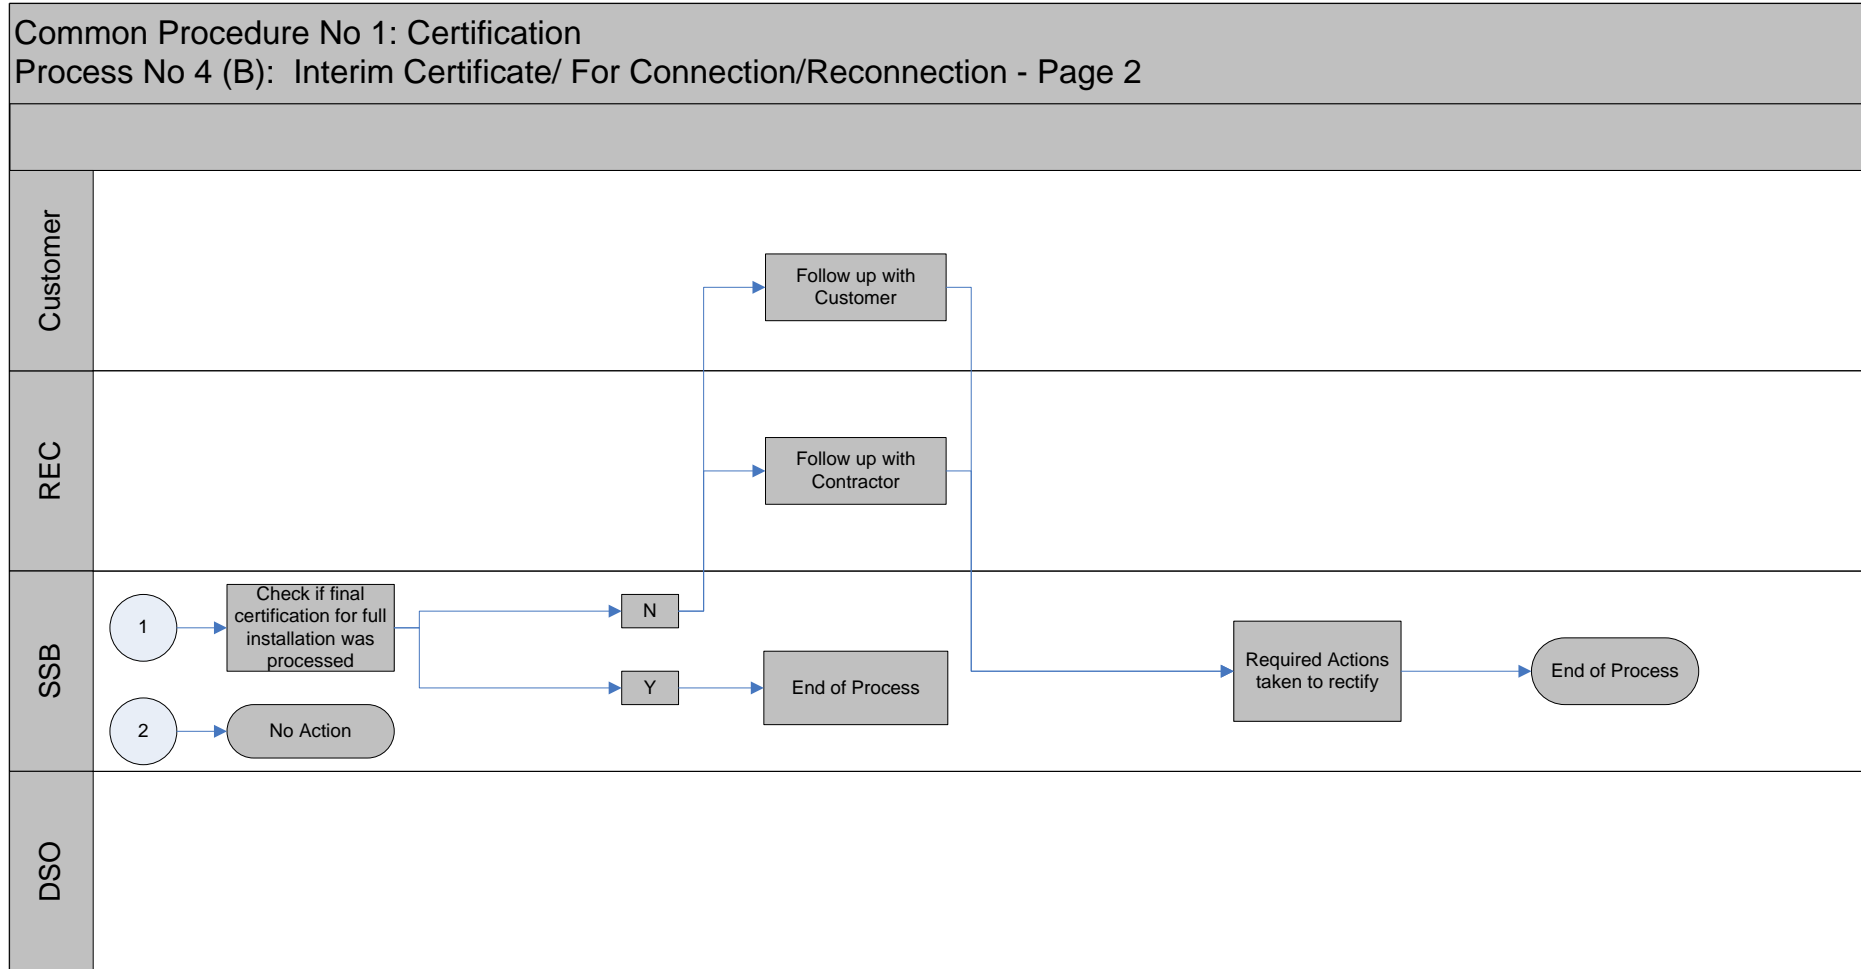 Common Procedure No 1: Certification
Process No 4 (B):  Interim Certificate/ For Connection/Reconnection - Page 2
Customer
Follow up with
Customer
REC
Follow up with
Contractor
SSB
1
Check if final
certification for full
installation was
processed
N
Y
End of Process
Required Actions
taken to rectify
End of Process
2
No Action
DSO